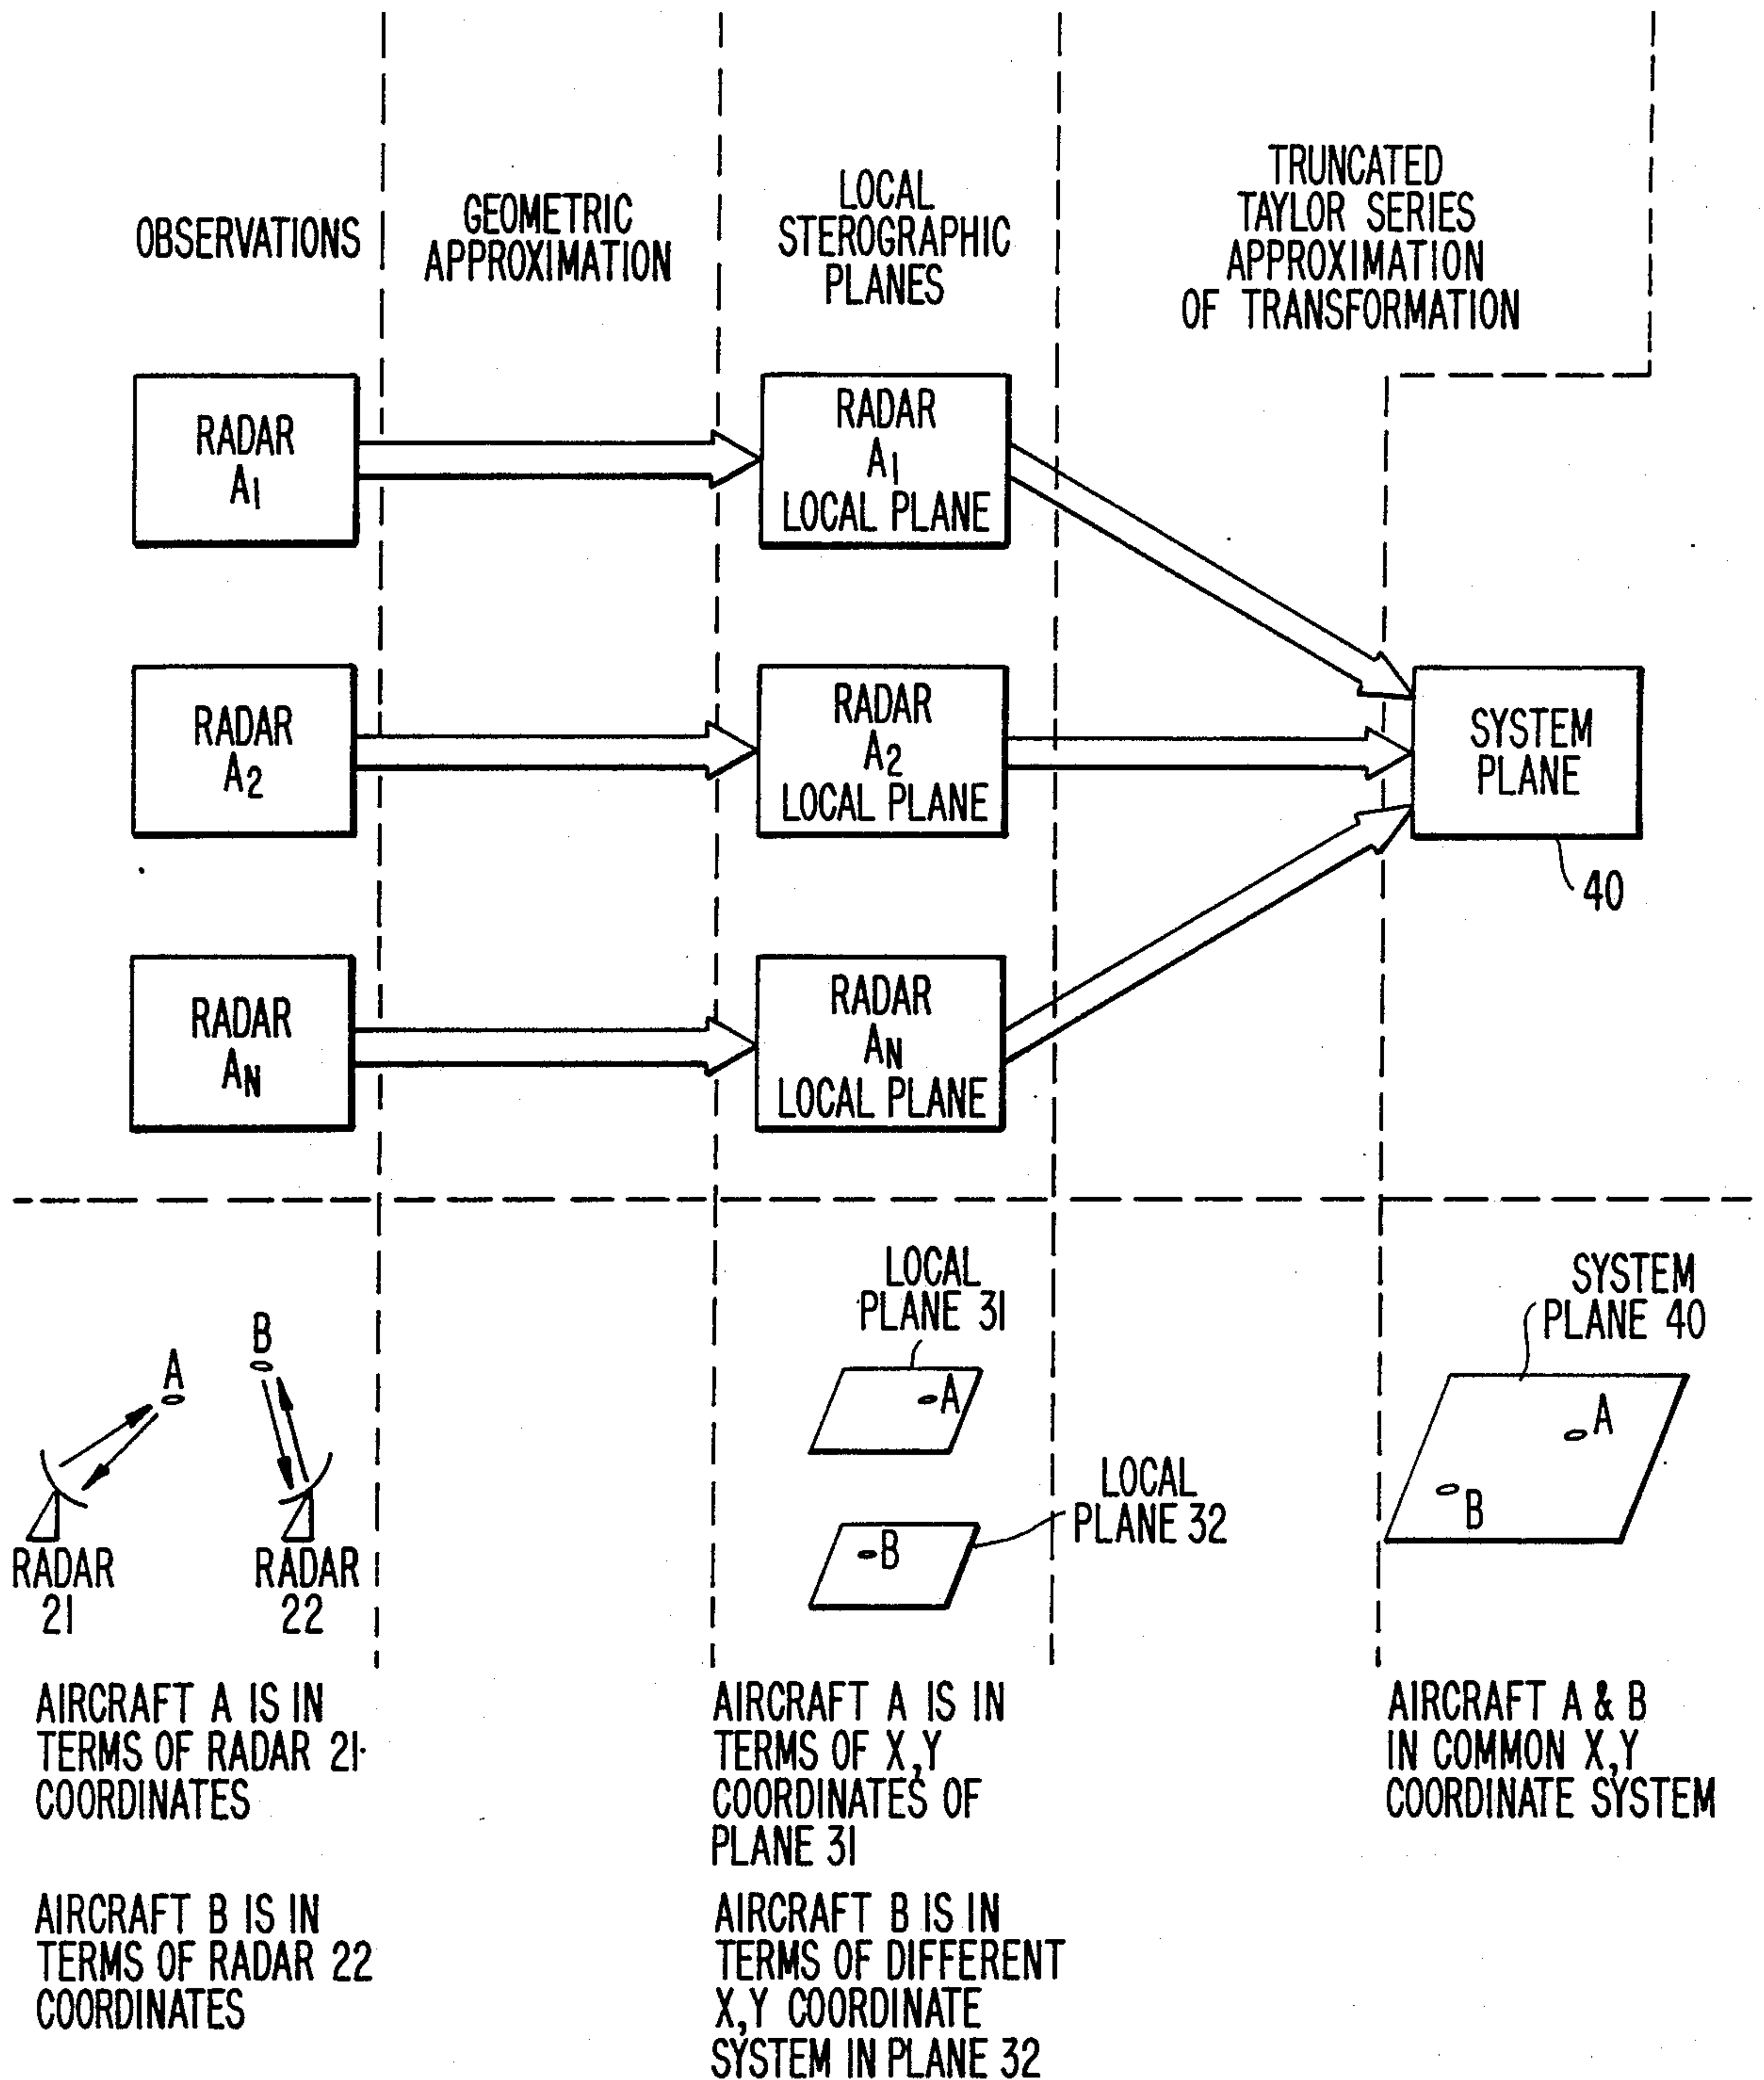 OBSERVATIONS
GEOMETRIC
APPROXIMATION
LOCAL
STEROGRAPHIC
PLANES
TRUNCATED
TAYLOR SERIES
APPROXIMATION
OF TRANSFORMATION
RADAR
A1
RADAR
A1
LOCAL PLANE
RADAR
A2
RADAR
A2
LOCAL PLANE
SYSTEM
PLANE
40
RADAR
AN
RADAR
AN
LOCAL PLANE
A
B
RADAR
21
RADAR
22
LOCAL
PLANE 31
A
LOCAL
PLANE 32
B
SYSTEM
PLANE 40
A
B
AIRCRAFT A IS IN
TERMS OF RADAR 21
COORDINATES
AIRCRAFT B IS IN
TERMS OF RADAR 22
COORDINATES
AIRCRAFT A IS IN
TERMS OF X,Y
COORDINATES OF
PLANE 31
AIRCRAFT B IS IN
TERMS OF DIFFERENT
X,Y COORDINATE
SYSTEM IN PLANE 32
AIRCRAFT A & B
IN COMMON X,Y
COORDINATE SYSTEM